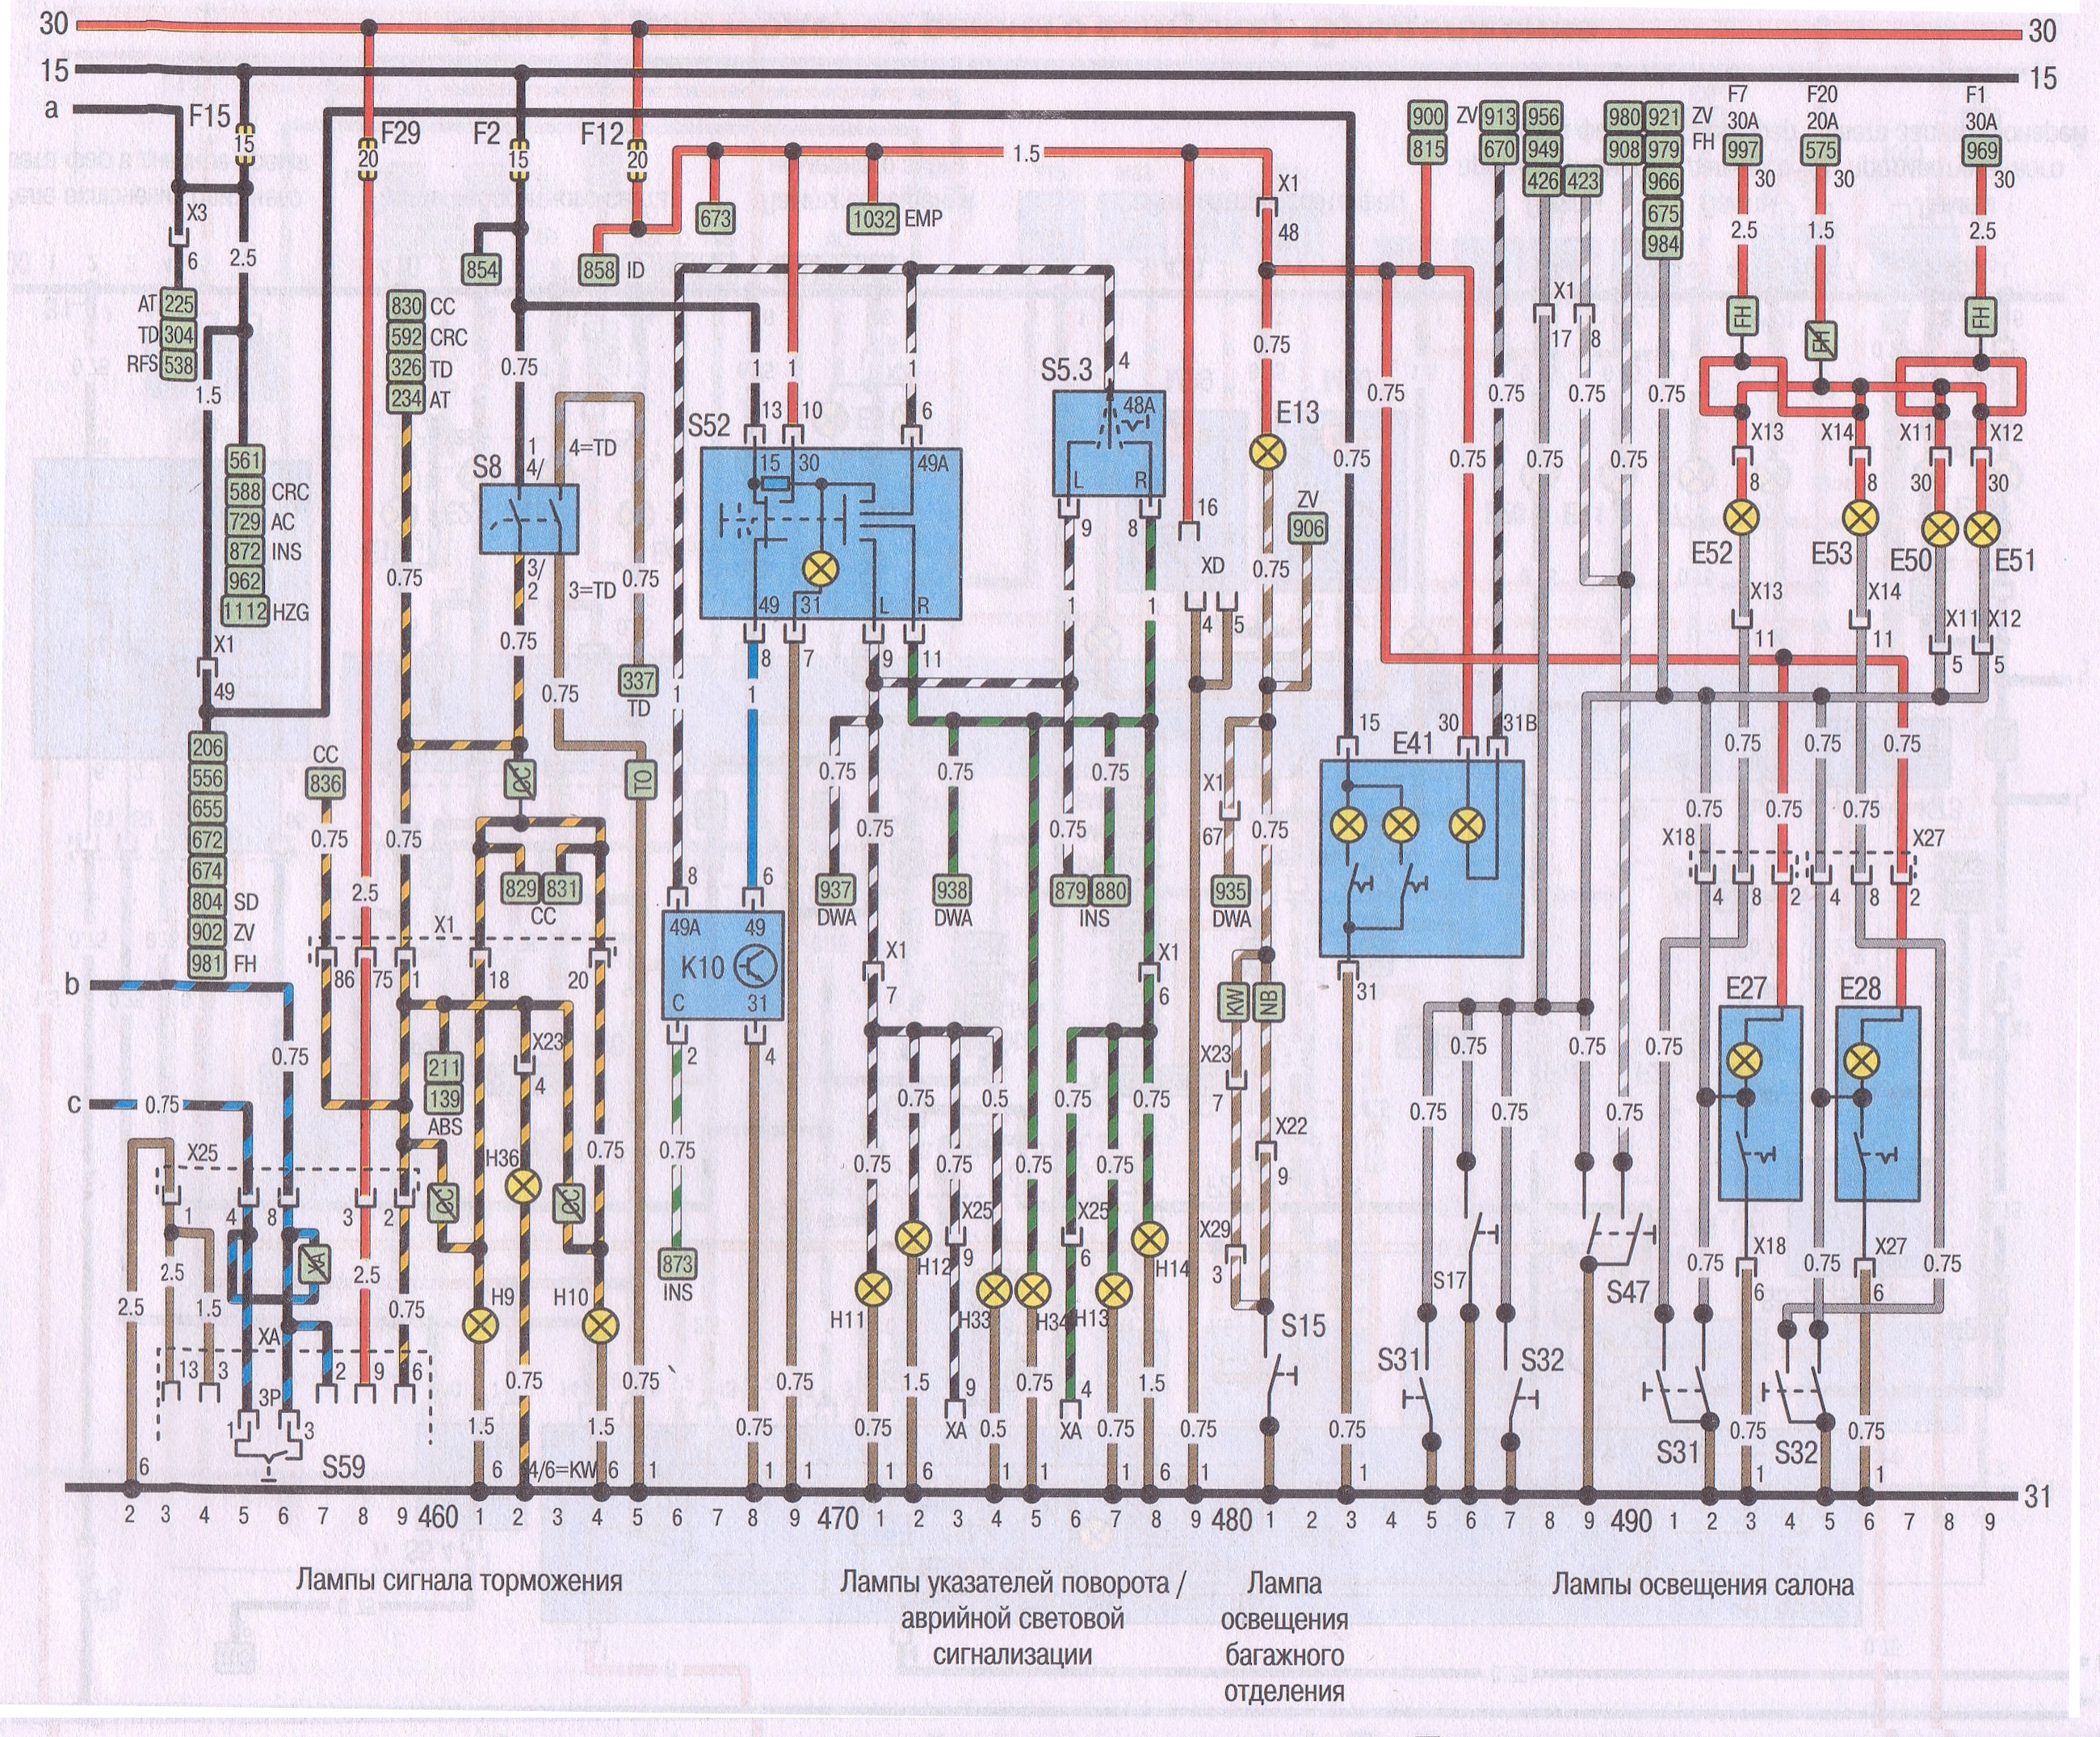 30
30
15
15
a
F15
15
F29
20
F2
15
F12
20
1.5
X1
48
900
815
ZV
913
670
956
949
426
423
980
908
921
979
966
675
984
ZV
FH
F7
30A
997
30
F20
20A
575
30
F1
30A
969
30
X3
6
2.5
AT 225
TD 304
RFS 538
1.5
830 CC
592 CRC
326 TD
234 AT
854
858 ID
673
1032 EMP
0.75
13
10
6
1
1
1
S5.3
4
48A
L
R
9
8
0.75
E13
0.75
0.75
0.75
0.75
X1
17
8
0.75
0.75
0.75
0.75
2.5
1.5
2.5
FH
FH
FH
X13
X14
X11
X12
8
8
30
30
E52
E53
E50
E51
X13
X14
X11
X12
11
11
5
5
561
588 CRC
729 AC
872 INS
962
1112 HZG
X1
49
206
556
655
672
674
804 SD
902 ZV
981 FH
S8
1
4/
4=TD
3/
2
3=TD
0.75
0.75
0.75
0.75
337
TD
S52
15
30
49A
49
31
L
R
8
7
9
11
1
1
1
1
16
XD
4
5
ZV
906
0.75
CC
836
0.75
0.75
2.5
CC
TD
829
831
CC
X1
86
75
1
18
20
8
6
49A
49
K10
C
31
2
4
0.75
873
INS
0.75
937
DWA
0.75
0.75
938
DWA
0.75
0.75
879
880
INS
X1
67
0.75
935
DWA
X1
7
X1
6
15
E41
30
31B
31
0.75
0.75
0.75
0.75
0.75
0.75
X18
X27
4
8
2
4
8
2
E27
E28
b
0.75
c
0.75
X25
1
4
8
3
2
2.5
2.5
1.5
XA
2.5
0.75
XA
13
3
2
9
6
3P
1
3
S59
211
139
ABS
X23
4
CC
H36
CC
0.75
H9
H10
0.75
0.75
0.5
0.75
0.75
0.75
0.75
0.75
0.75
X25
9
X25
6
H11
H12
H33
H34
H13
H14
KW
NB
X23
7
X22
9
X29
3
S15
0.75
0.75
0.75
0.75
0.75
0.75
S17
S47
S31
S32
0.75
0.75
0.75
X18
6
X27
6
S31
S32
0.75
0.75
6
1.5
6
0.75
4/6=KW
1.5
6
0.75
1
0.75
1
0.75
1
0.75
1
1.5
6
9
XA
0.5
1
0.75
1
4
XA
0.75
1
1.5
6
0.75
1
0.75
1
1
1
31
2 3 4 5 6 7 8 9 460 1 2 3 4 5 6 7 8 9 470 1 2 3 4 5 6 7 8 9 480 1 2 3 4 5 6 7 8 9 490 1 2 3 4 5 6 7 8 9
Лампы сигнала торможения
Лампы указателей поворота /
аврийной световой
сигнализации
Лампа
освещения
багажного
отделения
Лампы освещения салона